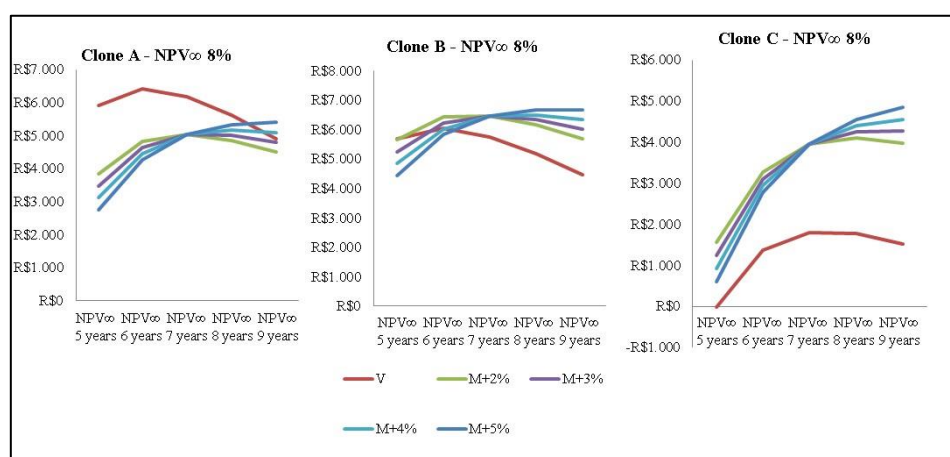 Clone A - NPV∞ 8%
R$7.000
R$6.000
R$5.000
R$4.000
R$3.000
R$2.000
R$1.000
R$0
NPV∞ NPV∞ NPV∞ NPV∞ NPV∞
5 years 6 years 7 years 8 years 9 years
Clone B - NPV∞ 8%
R$8.000
R$7.000
R$6.000
R$5.000
R$4.000
R$3.000
R$2.000
R$1.000
R$0
NPV∞ NPV∞ NPV∞ NPV∞ NPV∞
5 years 6 years 7 years 8 years 9 years
Clone C - NPV∞ 8%
R$6.000
R$5.000
R$4.000
R$3.000
R$2.000
R$1.000
R$0
-R$1.000
NPV∞ NPV∞ NPV∞ NPV∞ NPV∞
5 years 6 years 7 years 8 years 9 years
V M+2% M+3%
M+4% M+5%